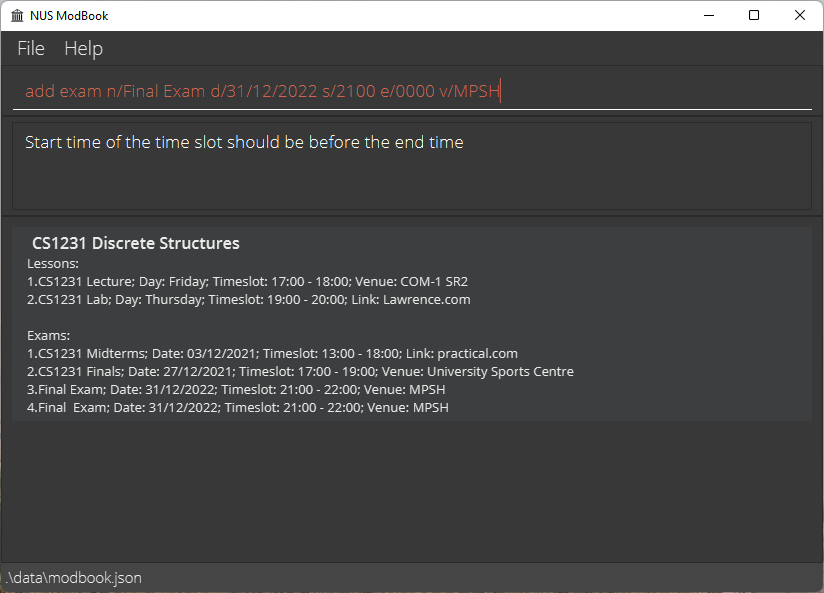 NUS ModBook
File Help
add exam n/Final Exam d/31/12/2022 s/2100 e/0000 v/MPSH
Start time of the time slot should be before the end time
CS1231 Discrete Structures
Lessons:
1.CS1231 Lecture; Day: Friday; Timeslot: 17:00 - 18:00; Venue: COM-1 SR2
2.CS1231 Lab; Day: Thursday; Timeslot: 19:00 - 20:00; Link: Lawrence.com
Exams:
1.CS1231 Midterms; Date: 03/12/2021; Timeslot: 13:00 - 18:00; Link: practical.com
2.CS1231 Finals; Date: 27/12/2021; Timeslot: 17:00 - 19:00; Venue: University Sports Centre
3.Final Exam; Date: 31/12/2022; Timeslot: 21:00 - 22:00; Venue: MPSH
4.Final  Exam; Date: 31/12/2022; Timeslot: 21:00 - 22:00; Venue: MPSH
.\data\modbook.json